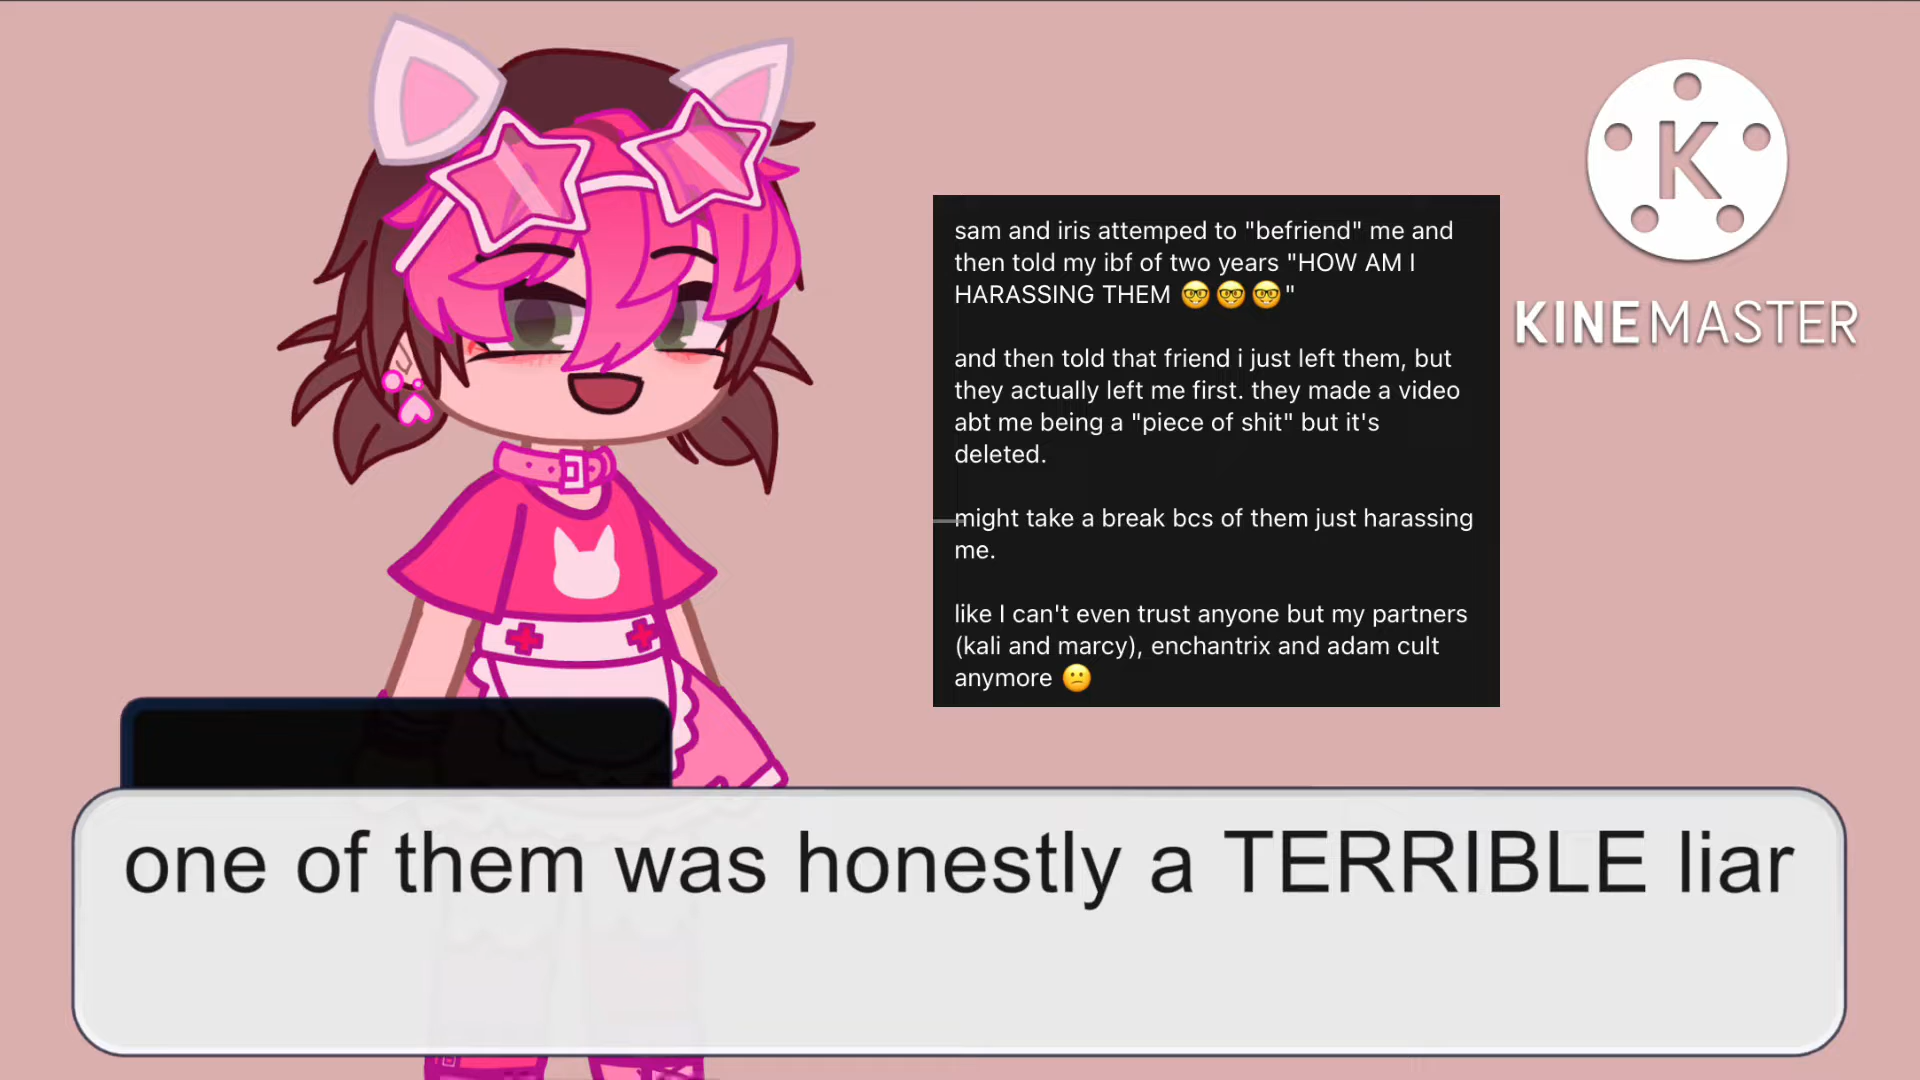 K
KINEMASTER
sam and iris attemped to "befriend" me and
then told my ibf of two years "HOW AM I
HARASSING THEM 🤓🤓🤓"
and then told that friend i just left them, but
they actually left me first. they made a video
abt me being a "piece of shit" but it's
deleted.
might take a break bcs of them just harassing
me.
like I can't even trust anyone but my partners
(kali and marcy), enchantrix and adam cult
anymore 😕
one of them was honestly a TERRIBLE liar